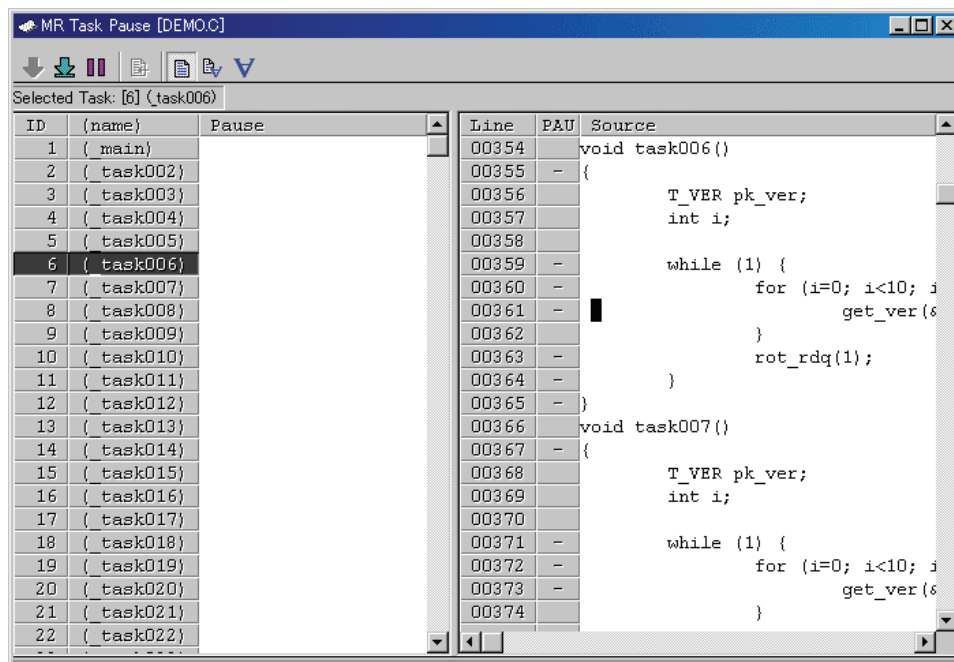 MR Task Pause [DEMO.C]
Selected Task: [6] (_task006)
ID (name) Pause
1 (_main)
2 (_task002)
3 (_task003)
4 (_task004)
5 (_task005)
6 (_task006)
7 (_task007)
8 (_task008)
9 (_task009)
10 (_task010)
11 (_task011)
12 (_task012)
13 (_task013)
14 (_task014)
15 (_task015)
16 (_task016)
17 (_task017)
18 (_task018)
19 (_task019)
20 (_task020)
21 (_task021)
22 (_task022)
Line PAU Source
00354 void task006()
00355 - {
00356 T_VER pk_ver;
00357 int i;
00358
00359 - while (1) {
00360 - for (i=0; i<10; i
00361 - get_ver(&
00362 }
00363 - rot_rdq(1);
00364 - }
00365 - }
00366 void task007()
00367 - {
00368 T_VER pk_ver;
00369 int i;
00370
00371 - while (1) {
00372 - for (i=0; i<10; i
00373 - get_ver(&
00374 }